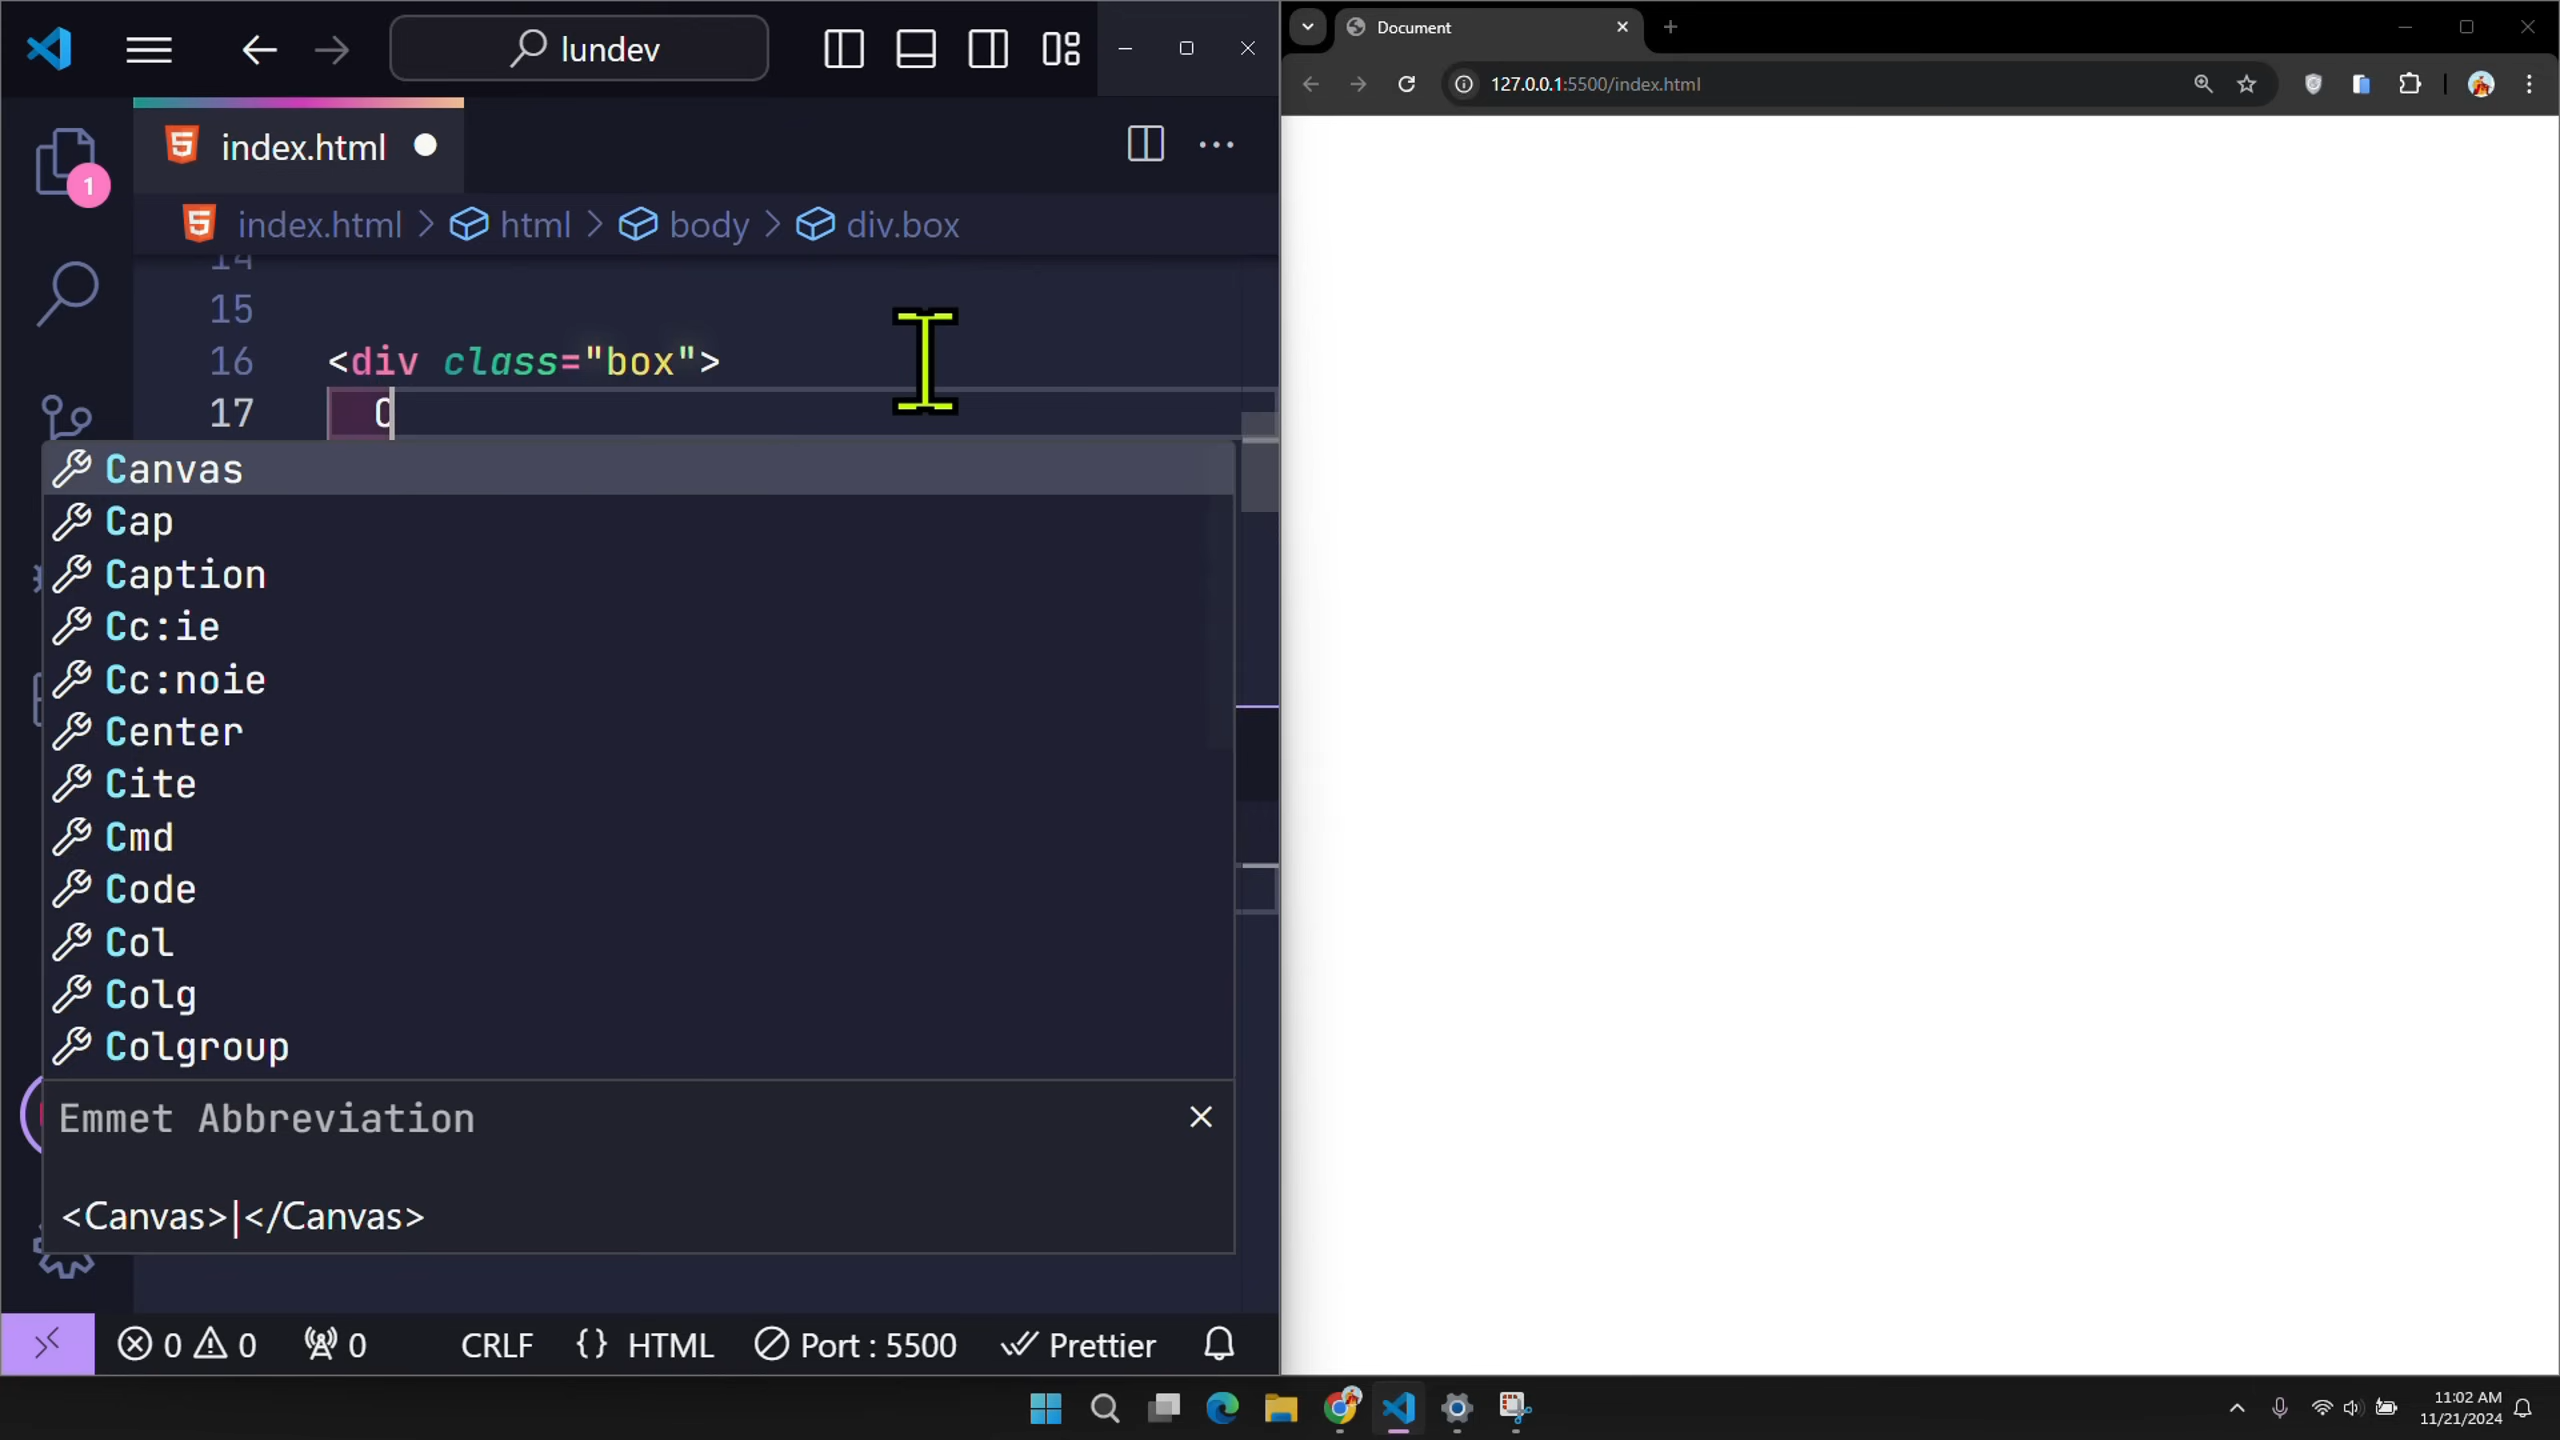 lundev
Document
127.0.0.1:5500/index.html
index.html
1
index.html > html > body > div.box
14
15
16 <div class="box">
17 C
Canvas
Cap
Caption
Cc:ie
Cc:noie
Center
Cite
Cmd
Code
Col
Colg
Colgroup
Emmet Abbreviation
<Canvas>|</Canvas>
0 0 0 CRLF {} HTML Port : 5500 Prettier
11:02 AM
11/21/2024